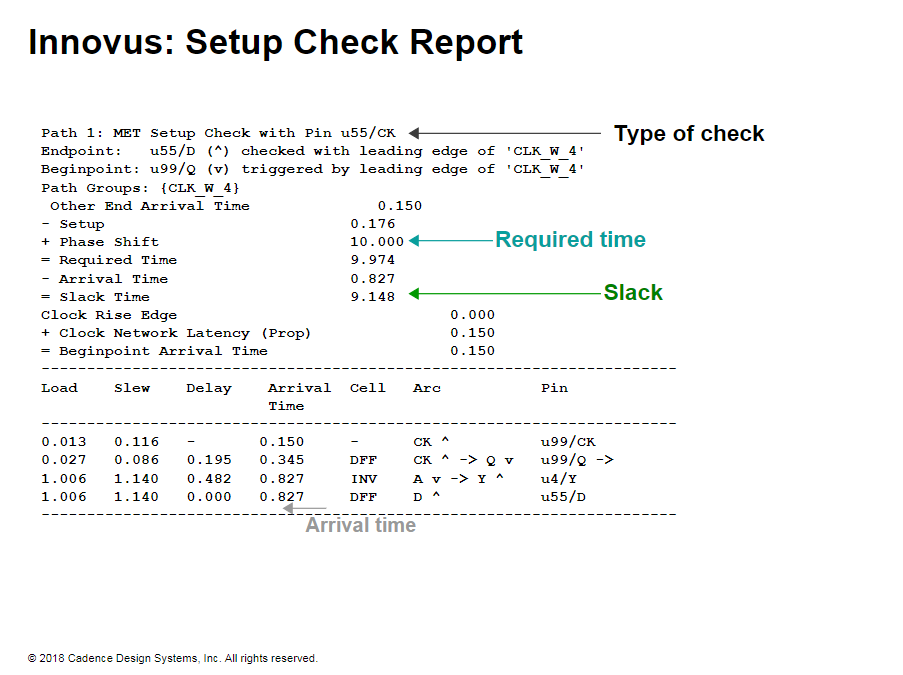 Innovus: Setup Check Report
Path 1: MET Setup Check with Pin u55/CK
Type of check
Endpoint: u55/D (^) checked with leading edge of 'CLK_W_4'
Beginpoint: u99/Q (v) triggered by leading edge of 'CLK_W_4'
Path Groups: {CLK_W_4}
Other End Arrival Time 0.150
- Setup 0.176
+ Phase Shift 10.000
Required time
= Required Time 9.974
- Arrival Time 0.827
= Slack Time 9.148
Slack
Clock Rise Edge 0.000
+ Clock Network Latency (Prop) 0.150
= Beginpoint Arrival Time 0.150
----------------------------------------------------------------------
Load Slew Delay Arrival Cell Arc Pin
Time
----------------------------------------------------------------------
0.013 0.116 - 0.150 - CK ^ u99/CK
0.027 0.086 0.195 0.345 DFF CK ^ -> Q v u99/Q ->
1.006 1.140 0.482 0.827 INV A v -> Y ^ u4/Y
1.006 1.140 0.000 0.827 DFF D ^ u55/D
----------------------------------------------------------------------
Arrival time
© 2018 Cadence Design Systems, Inc. All rights reserved.